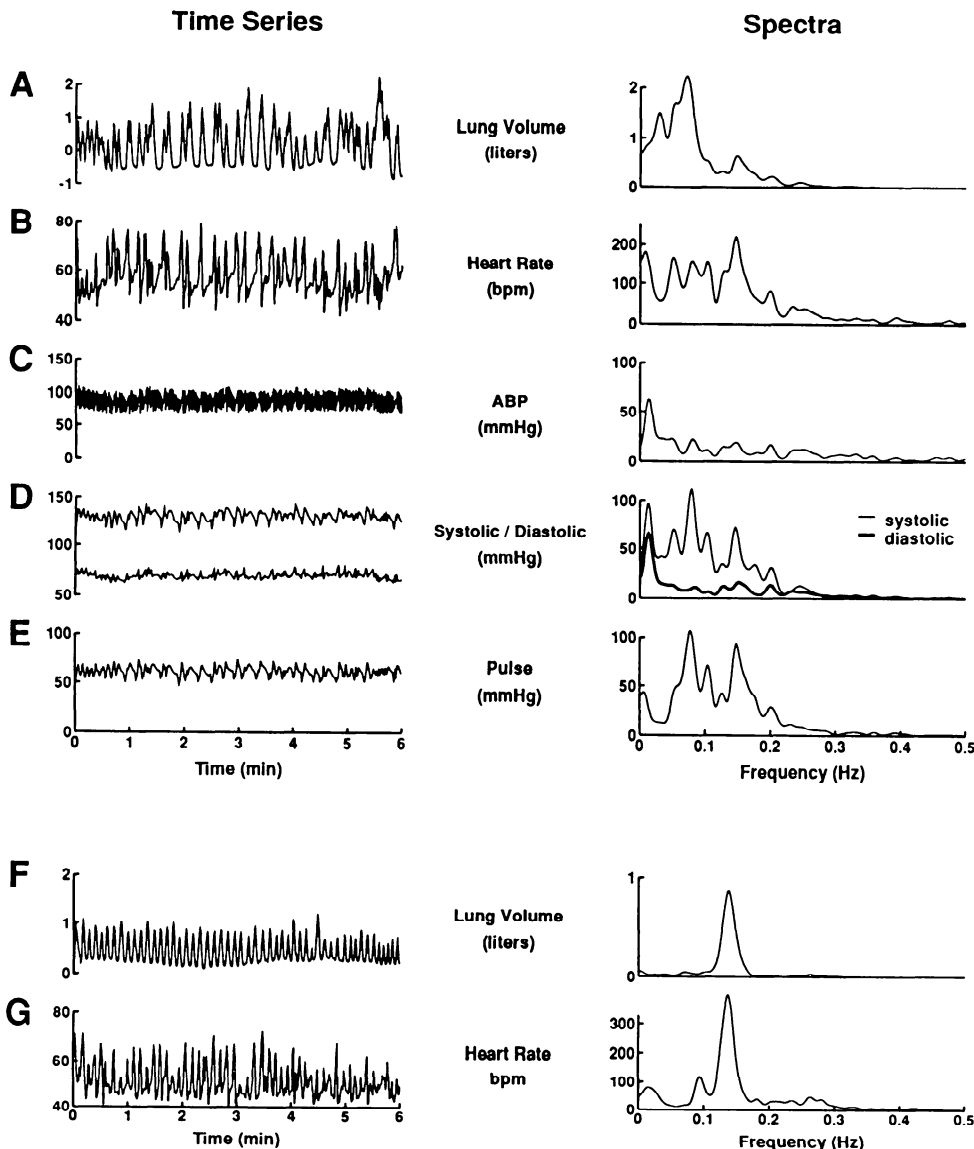 Time Series
Spectra
A
2
1
0
-1
Lung Volume
(liters)
2
1
0
B
80
60
40
Heart Rate
(bpm)
200
100
0
C
150
100
50
0
ABP
(mmHg)
100
50
0
D
150
100
50
Systolic / Diastolic
(mmHg)
100
50
0
systolic
diastolic
E
100
50
0
0 1 2 3 4 5 6
Time (min)
Pulse
(mmHg)
100
50
0
0 0.1 0.2 0.3 0.4 0.5
Frequency (Hz)
F
2
1
0
Lung Volume
(liters)
1
0
G
80
60
40
0 1 2 3 4 5 6
Time (min)
Heart Rate
bpm
300
200
100
0
0 0.1 0.2 0.3 0.4 0.5
Frequency (Hz)